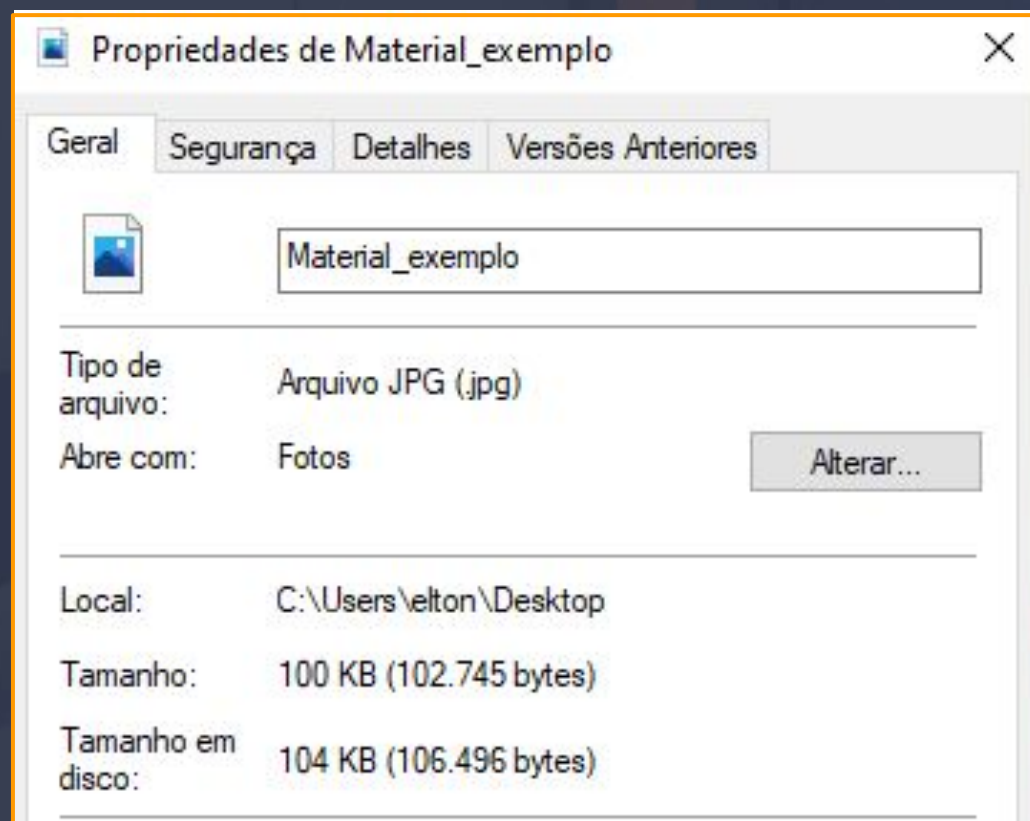 Propriedades de Material_exemplo
Geral Segurança Detalhes Versões Anteriores
Material_exemplo
Tipo de
arquivo: Arquivo JPG (.jpg)
Abre com: Fotos Alterar...
Local: C:\Users\elton\Desktop
Tamanho: 100 KB (102.745 bytes)
Tamanho em
disco: 104 KB (106.496 bytes)